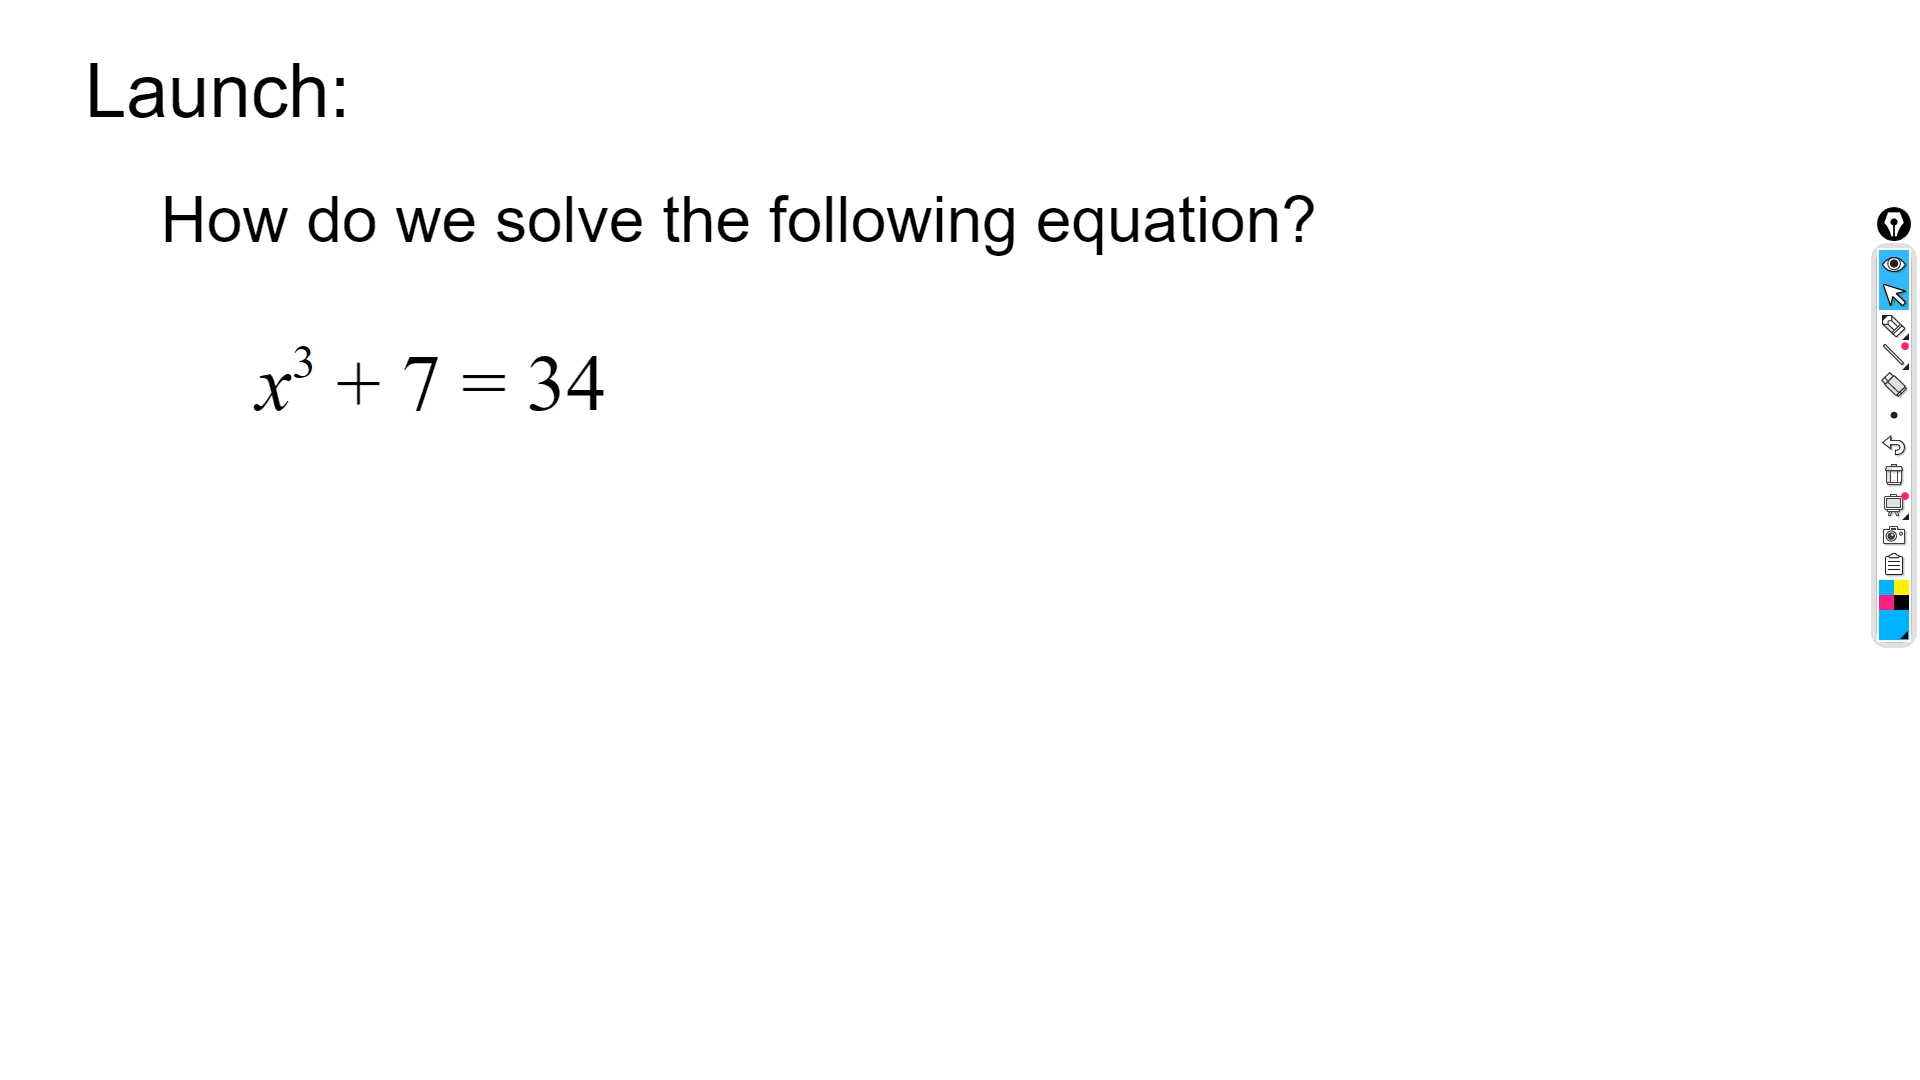 Launch:
How do we solve the following equation?
x³ + 7 = 34